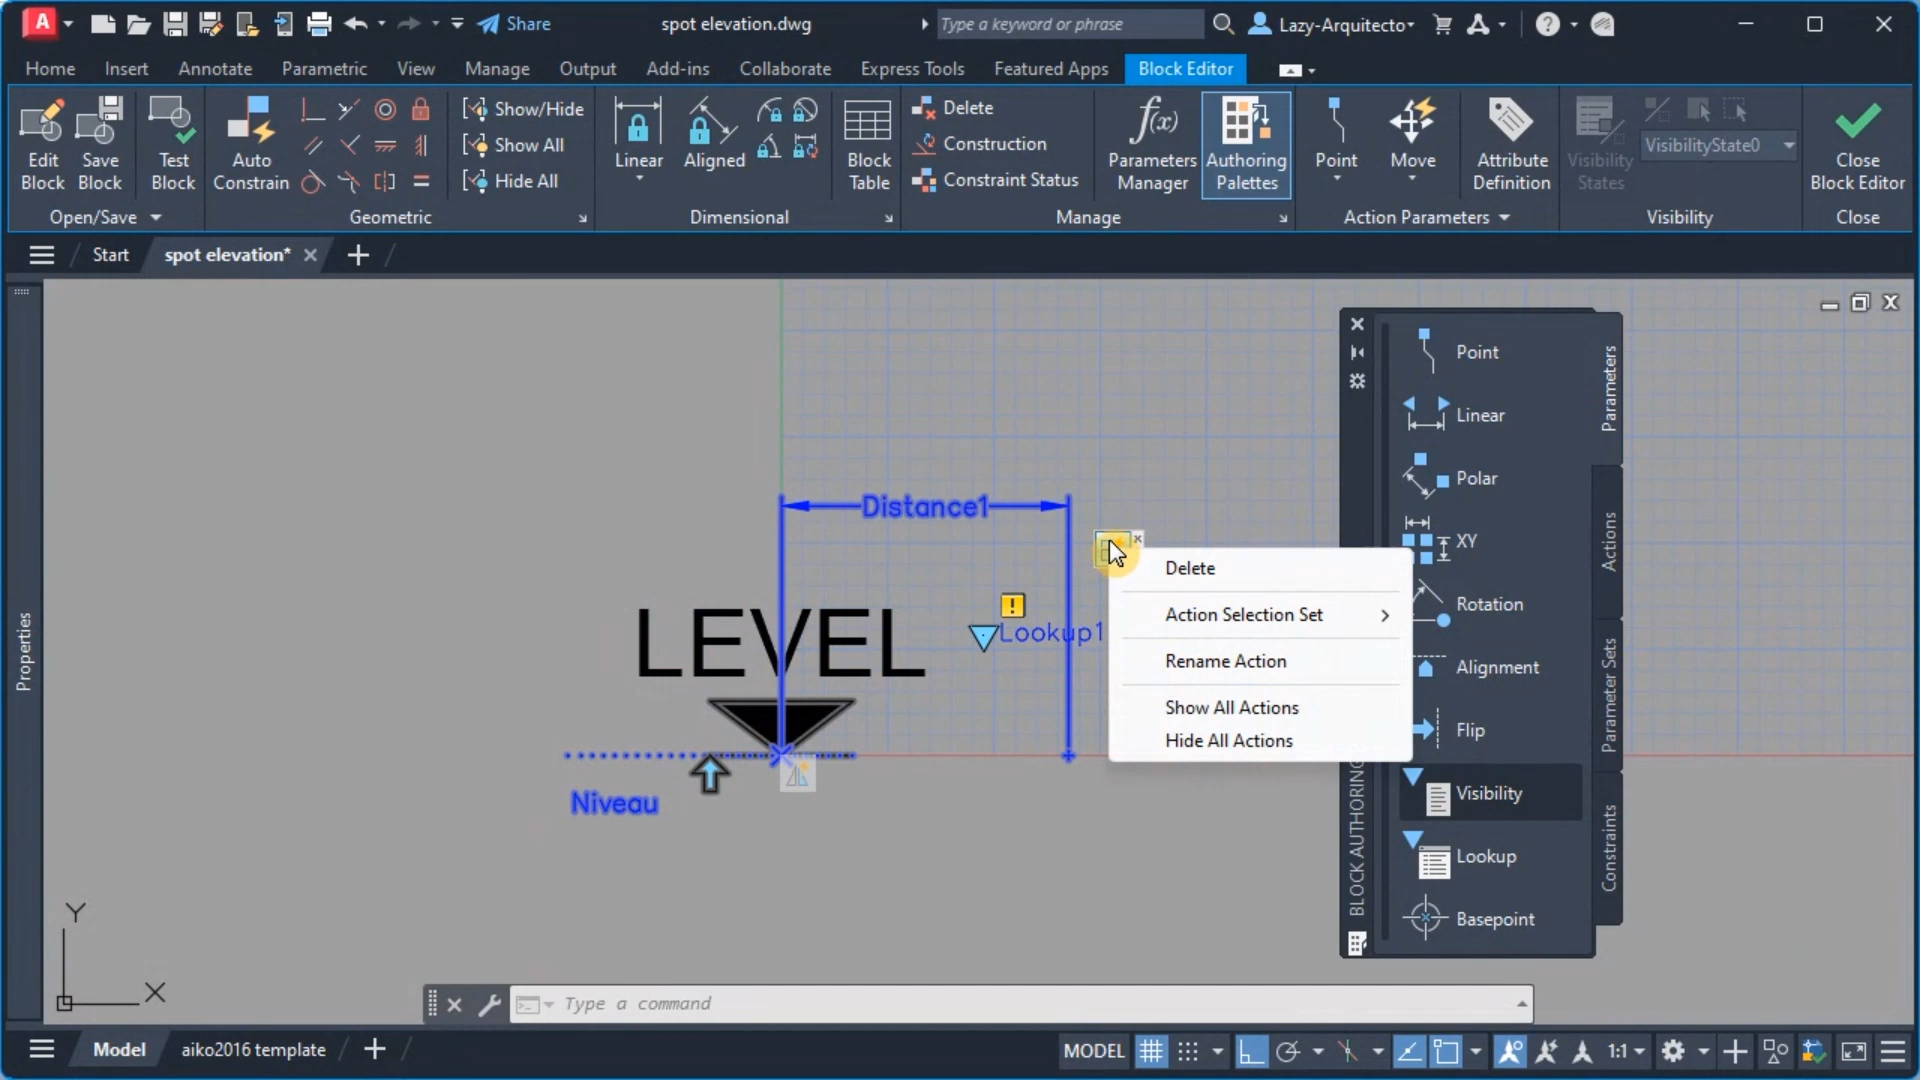 A
Share
spot elevation.dwg
Type a keyword or phrase
Lazy-Arquitecto
Home
Insert
Annotate
Parametric
View
Manage
Output
Add-ins
Collaborate
Express Tools
Featured Apps
Block Editor
Edit
Block
Save
Block
Test
Block
Auto
Constrain
Show/Hide
Show All
Hide All
Linear
Aligned
Block
Table
Delete
Construction
Constraint Status
f(x)
Parameters
Manager
Authoring
Palettes
Point
Move
Attribute
Definition
Visibility
States
VisibilityState0
Close
Block Editor
Open/Save
Geometric
Dimensional
Manage
Action Parameters
Visibility
Close
Start
spot elevation*
Properties
Distance1
LEVEL
Lookup1
Niveau
Delete
Action Selection Set
Rename Action
Show All Actions
Hide All Actions
Point
Linear
Polar
XY
Rotation
Alignment
Flip
Visibility
Lookup
Basepoint
Parameters
Actions
Parameter Sets
Constraints
BLOCK AUTHORING
Y
X
Type a command
Model
aiko2016 template
MODEL
1:1